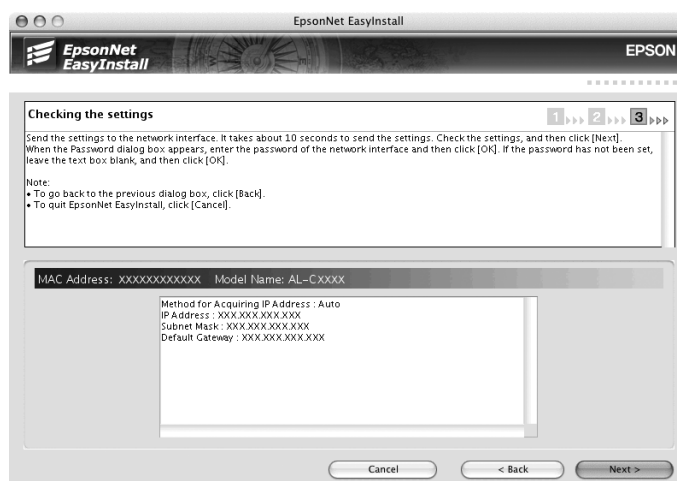 EpsonNet EasyInstall
EpsonNet
EasyInstall
EPSON
Checking the settings
1 2 3
Send the settings to the network interface. It takes about 10 seconds to send the settings. Check the settings, and then click [Next].
When the Password dialog box appears, enter the password of the network interface and then click [OK]. If the password has not been set,
leave the text box blank, and then click [OK].
Note:
• To go back to the previous dialog box, click [Back].
• To quit EpsonNet EasyInstall, click [Cancel].
MAC Address: XXXXXXXXXXXX Model Name: AL-CXXXX
Method for Acquiring IP Address : Auto
IP Address : XXX.XXX.XXX.XXX
Subnet Mask : XXX.XXX.XXX.XXX
Default Gateway : XXX.XXX.XXX.XXX
Cancel < Back Next >